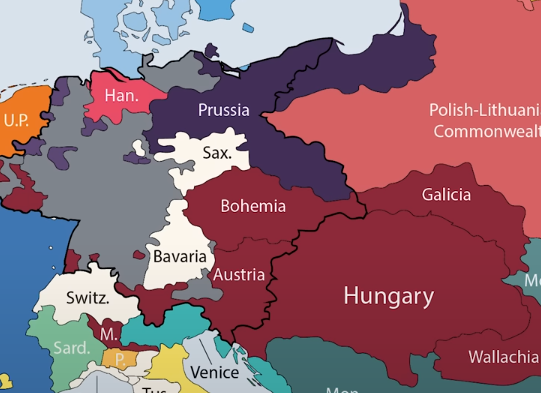 Han.
U.P.
Prussia
Polish-Lithuani
Commonwealt
Sax.
Galicia
Bohemia
Bavaria
Austria
Mo
Switz.
Hungary
M.
Sard.
P.
Wallachia
Venice
Tus.
Mon.